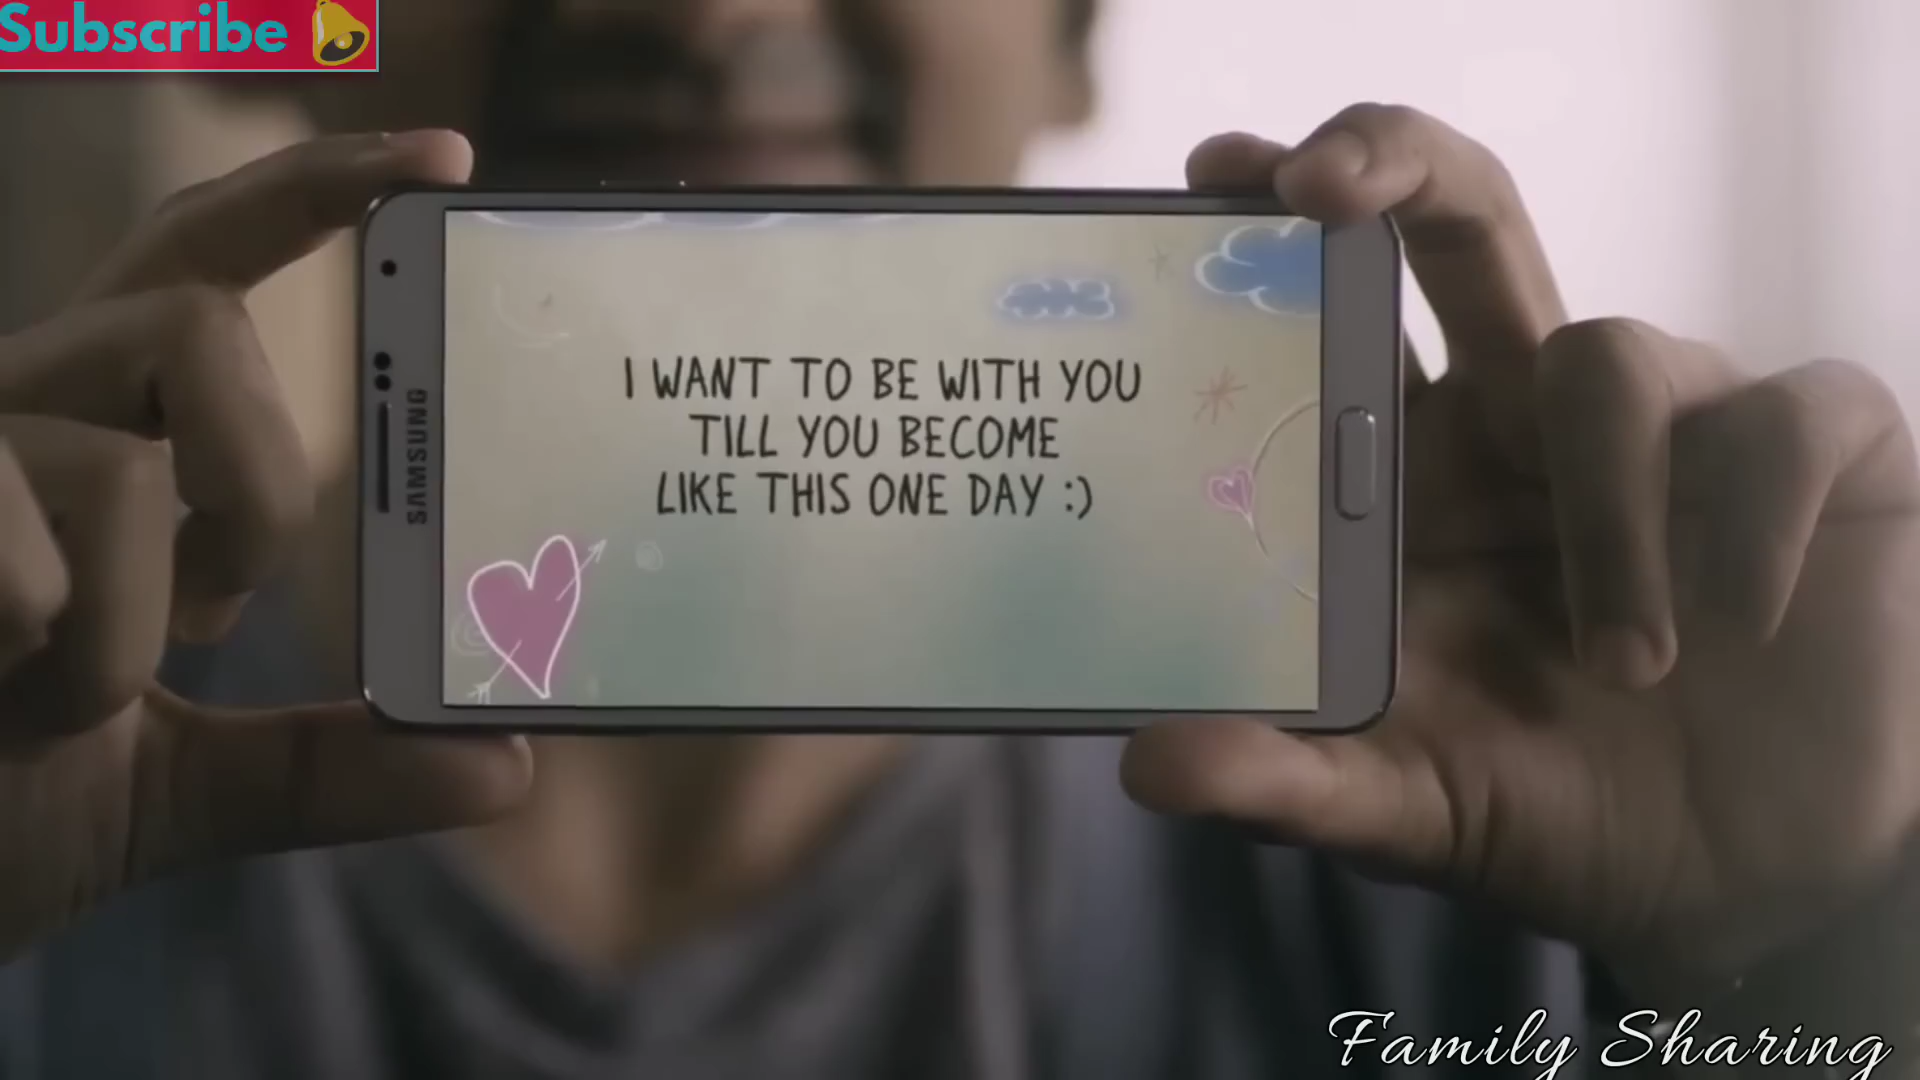 Subscribe
SAMSUNG
I WANT TO BE WITH YOU
TILL YOU BECOME
LIKE THIS ONE DAY :)
Family Sharing